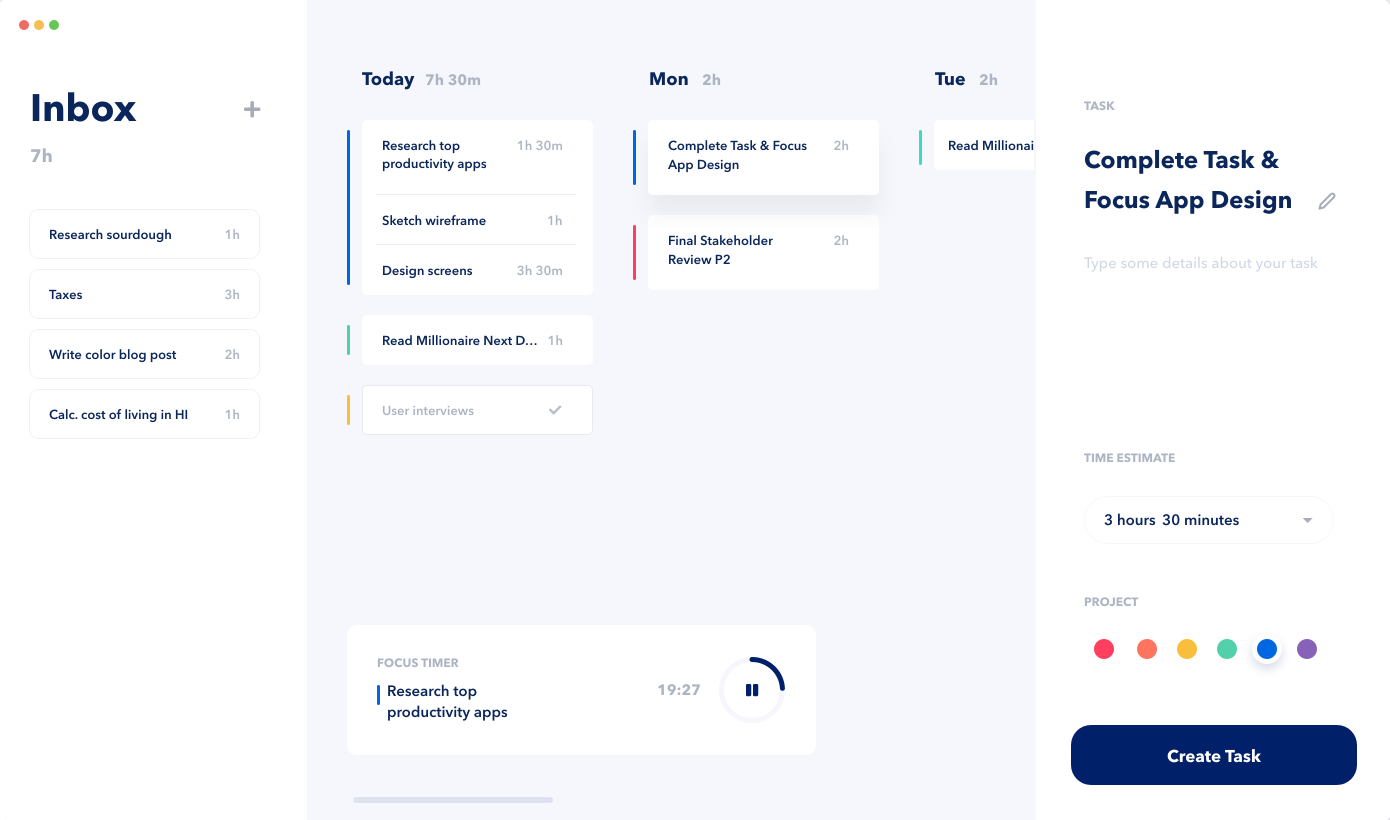 Inbox
7h
Research sourdough 1h
Taxes 3h
Write color blog post 2h
Calc. cost of living in HI 1h
Today 7h 30m
Research top 1h 30m
productivity apps
Sketch wireframe 1h
Design screens 3h 30m
Read Millionaire Next D... 1h
User interviews
Mon 2h
Complete Task & Focus 2h
App Design
Final Stakeholder 2h
Review P2
Tue 2h
Read Millionai
FOCUS TIMER
Research top
productivity apps
19:27
TASK
Complete Task &
Focus App Design
Type some details about your task
TIME ESTIMATE
3 hours 30 minutes
PROJECT
Create Task